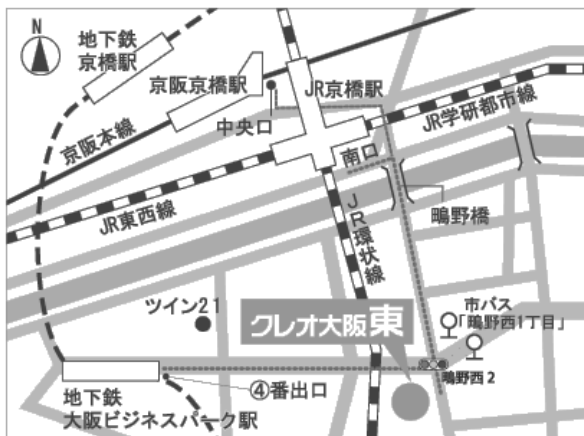 N
地下鉄
京橋駅
京阪京橋駅
JR京橋駅
中央口
京阪本線
JR学研都市線
南口
JR東西線
JR環状線
鴫野橋
ツイン21
クレオ大阪東
市バス
「鴫野西1丁目」
鴫野西2
④番出口
地下鉄
大阪ビジネスパーク駅